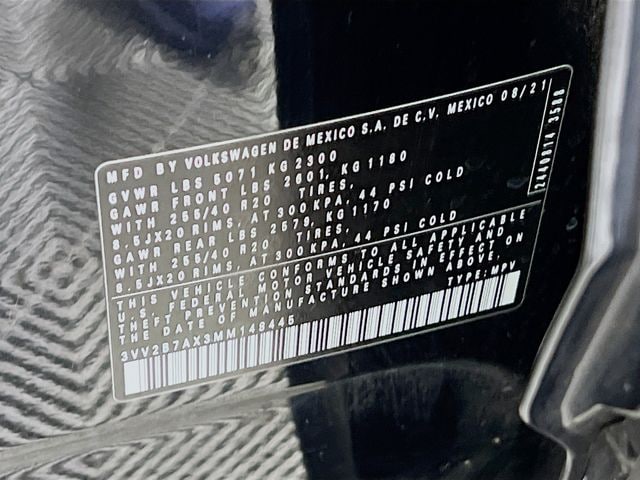 MFD BY VOLKSWAGEN DE MEXICO S.A. DE C.V. MEXICO 08/21
GVWR LBS 5071 KG 2300
GAWR FRONT LBS 2601, KG 1180
WITH 255/40 R20 TIRES,
8.5JX20 RIMS, AT 300 KPA, 44 PSI COLD
GAWR REAR LBS 2579, KG 1170
WITH 255/40 R20 TIRES,
8.5JX20 RIMS, AT 300 KPA, 44 PSI COLD
THIS VEHICLE CONFORMS TO ALL APPLICABLE
U.S. FEDERAL MOTOR VEHICLE SAFETY AND
THEFT PREVENTION STANDARDS IN EFFECT ON
THE DATE OF MANUFACTURE SHOWN ABOVE.
3VV2B7AX3MM148445 TYPE: MPV